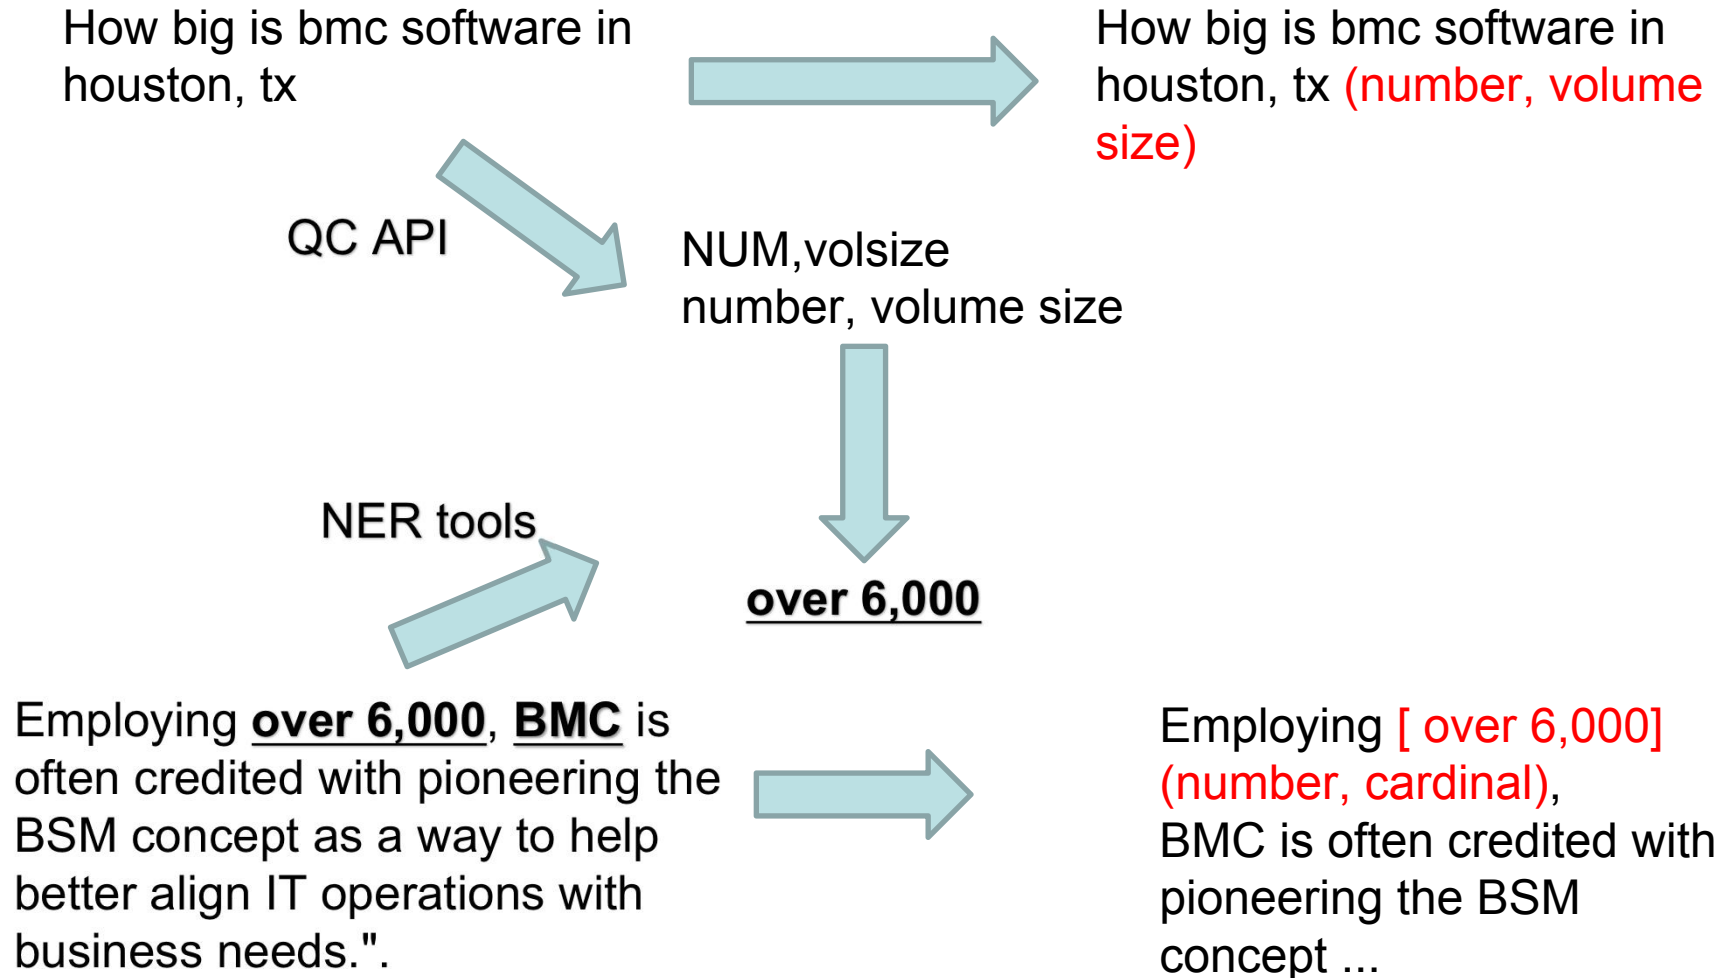 How big is bmc software in
houston, tx
How big is bmc software in
houston, tx (number, volume
size)
QC API
NUM,volsize
number, volume size
NER tools
over 6,000
Employing over 6,000, BMC is
often credited with pioneering the
BSM concept as a way to help
better align IT operations with
business needs.".
Employing [ over 6,000]
(number, cardinal),
BMC is often credited with
pioneering the BSM
concept ...